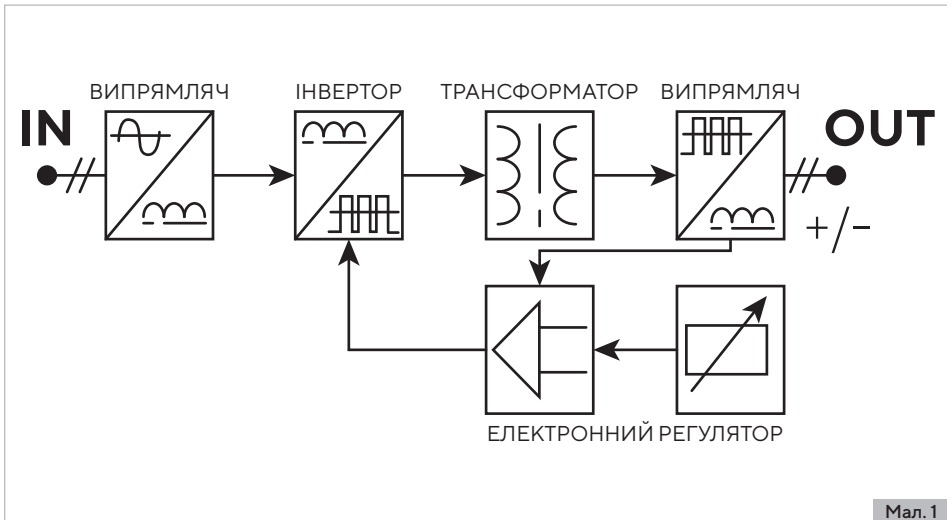 ВИПРЯМЛЯЧ ІНВЕРТОР ТРАНСФОРМАТОР ВИПРЯМЛЯЧ
IN OUT
+/−
ЕЛЕКТРОННИЙ РЕГУЛЯТОР
Мал. 1